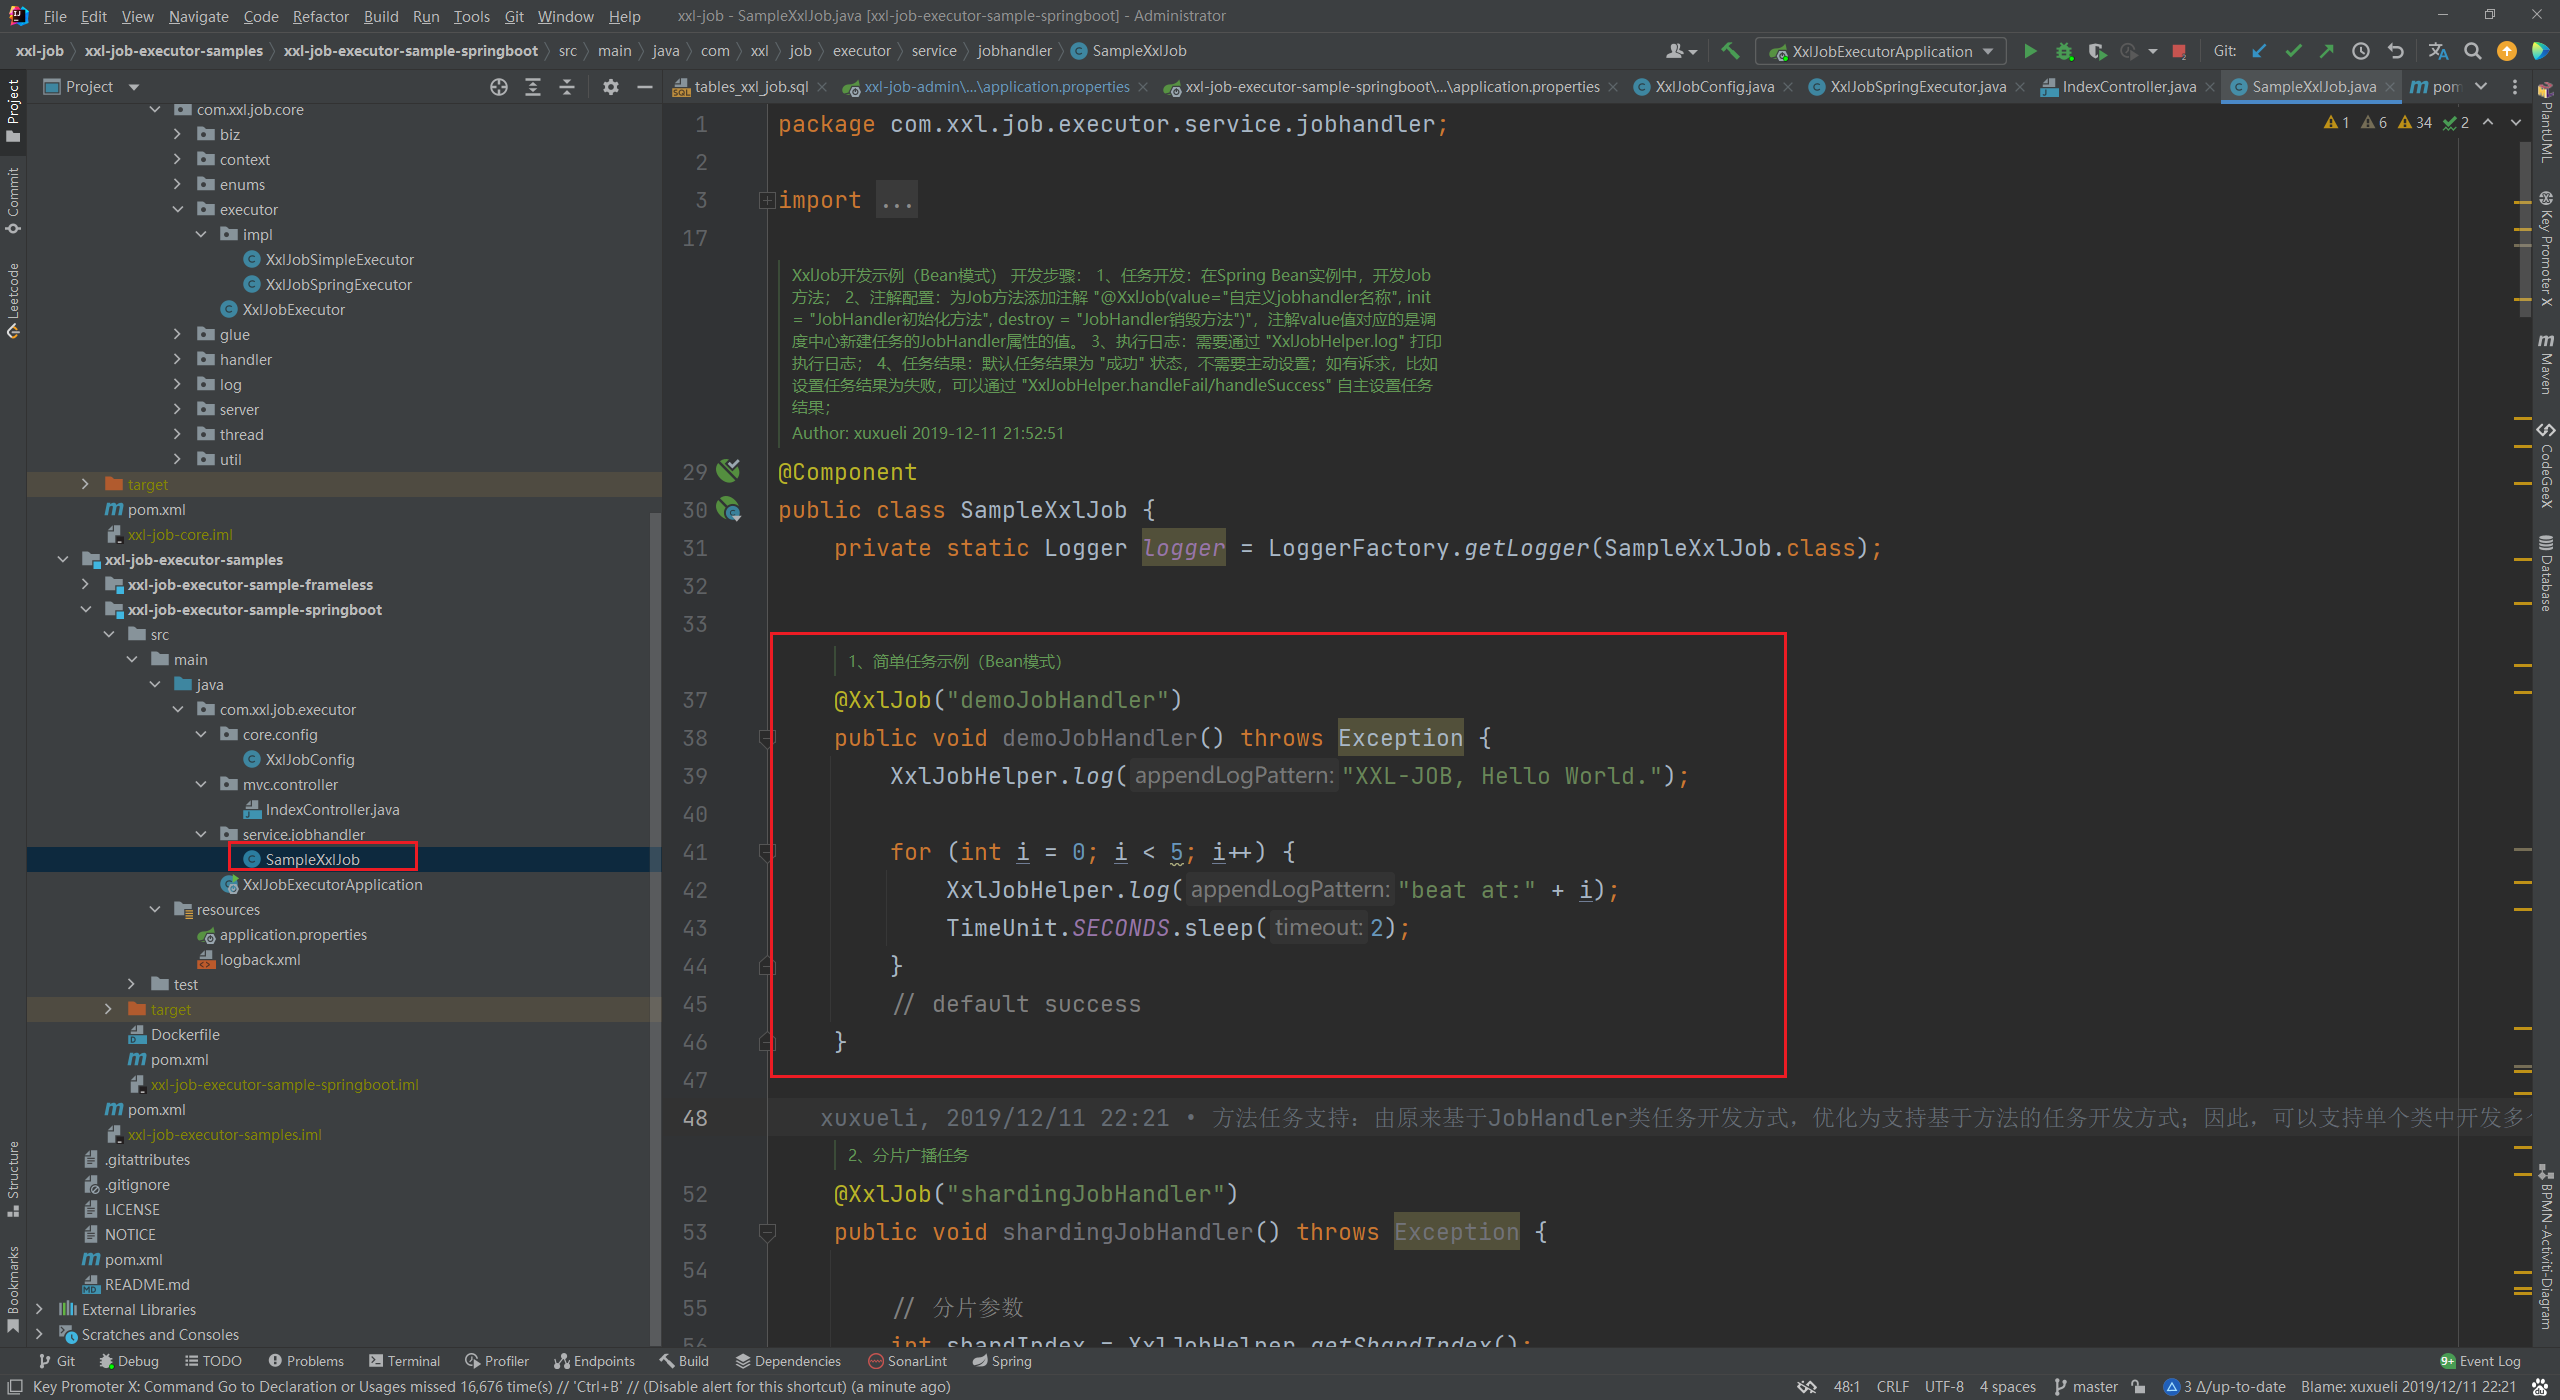 File Edit View Navigate Code Refactor Build Run Tools Git Window Help xxl-job - SampleXxlJob.java [xxl-job-executor-sample-springboot] - Administrator
xxl-job xxl-job-executor-samples xxl-job-executor-sample-springboot src main java com xxl job executor service jobhandler SampleXxlJob XxlJobExecutorApplication Git:
Project
tables_xxl_job.sql xxl-job-admin\...\application.properties xxl-job-executor-sample-springboot\...\application.properties XxlJobConfig.java XxlJobSpringExecutor.java IndexController.java SampleXxlJob.java pom
1 6 34 2
Project
Commit
Leetcode
Structure
Bookmarks
com.xxl.job.core
biz
context
enums
executor
impl
XxlJobSimpleExecutor
XxlJobSpringExecutor
XxlJobExecutor
glue
handler
log
server
thread
util
target
pom.xml
xxl-job-core.iml
xxl-job-executor-samples
xxl-job-executor-sample-frameless
xxl-job-executor-sample-springboot
src
main
java
com.xxl.job.executor
core.config
XxlJobConfig
mvc.controller
IndexController.java
service.jobhandler
SampleXxlJob
XxlJobExecutorApplication
resources
application.properties
logback.xml
test
target
Dockerfile
pom.xml
xxl-job-executor-sample-springboot.iml
pom.xml
xxl-job-executor-samples.iml
.gitattributes
.gitignore
LICENSE
NOTICE
pom.xml
README.md
External Libraries
Scratches and Consoles
1 package com.xxl.job.executor.service.jobhandler;
2
3 import ...
17
XxlJob开发示例（Bean模式） 开发步骤： 1、任务开发：在Spring Bean实例中，开发Job
方法； 2、注解配置：为Job方法添加注解 "@XxlJob(value="自定义jobhandler名称", init
= "JobHandler初始化方法", destroy = "JobHandler销毁方法")"，注解value值对应的是调
度中心新建任务的JobHandler属性的值。 3、执行日志：需要通过 "XxlJobHelper.log" 打印
执行日志； 4、任务结果：默认任务结果为 "成功" 状态，不需要主动设置；如有诉求，比如
设置任务结果为失败，可以通过 "XxlJobHelper.handleFail/handleSuccess" 自主设置任务
结果；
Author: xuxueli 2019-12-11 21:52:51
29 @Component
30 public class SampleXxlJob {
31 private static Logger logger = LoggerFactory.getLogger(SampleXxlJob.class);
32
33
1、简单任务示例（Bean模式）
37 @XxlJob("demoJobHandler")
38 public void demoJobHandler() throws Exception {
39 XxlJobHelper.log( appendLogPattern: "XXL-JOB, Hello World.");
40
41 for (int i = 0; i < 5; i++) {
42 XxlJobHelper.log( appendLogPattern: "beat at:" + i);
43 TimeUnit.SECONDS.sleep( timeout: 2);
44 }
45 // default success
46 }
47
48 xuxueli, 2019/12/11 22:21 • 方法任务支持：由原来基于JobHandler类任务开发方式，优化为支持基于方法的任务开发方式；因此，可以支持单个类中开发多
2、分片广播任务
52 @XxlJob("shardingJobHandler")
53 public void shardingJobHandler() throws Exception {
54
55 // 分片参数
56 int shardIndex = XxlJobHelper.getShardIndex();
PlantUML
Key Promoter X
Maven
CodeGeeX
Database
BPMN-Activiti-Diagram
Git Debug TODO Problems Terminal Profiler Endpoints Build Dependencies SonarLint Spring 9+ Event Log
Key Promoter X: Command Go to Declaration or Usages missed 16,676 time(s) // 'Ctrl+B' // (Disable alert for this shortcut) (a minute ago) 48:1 CRLF UTF-8 4 spaces master 3 Δ/up-to-date Blame: xuxueli 2019/12/11 22:21